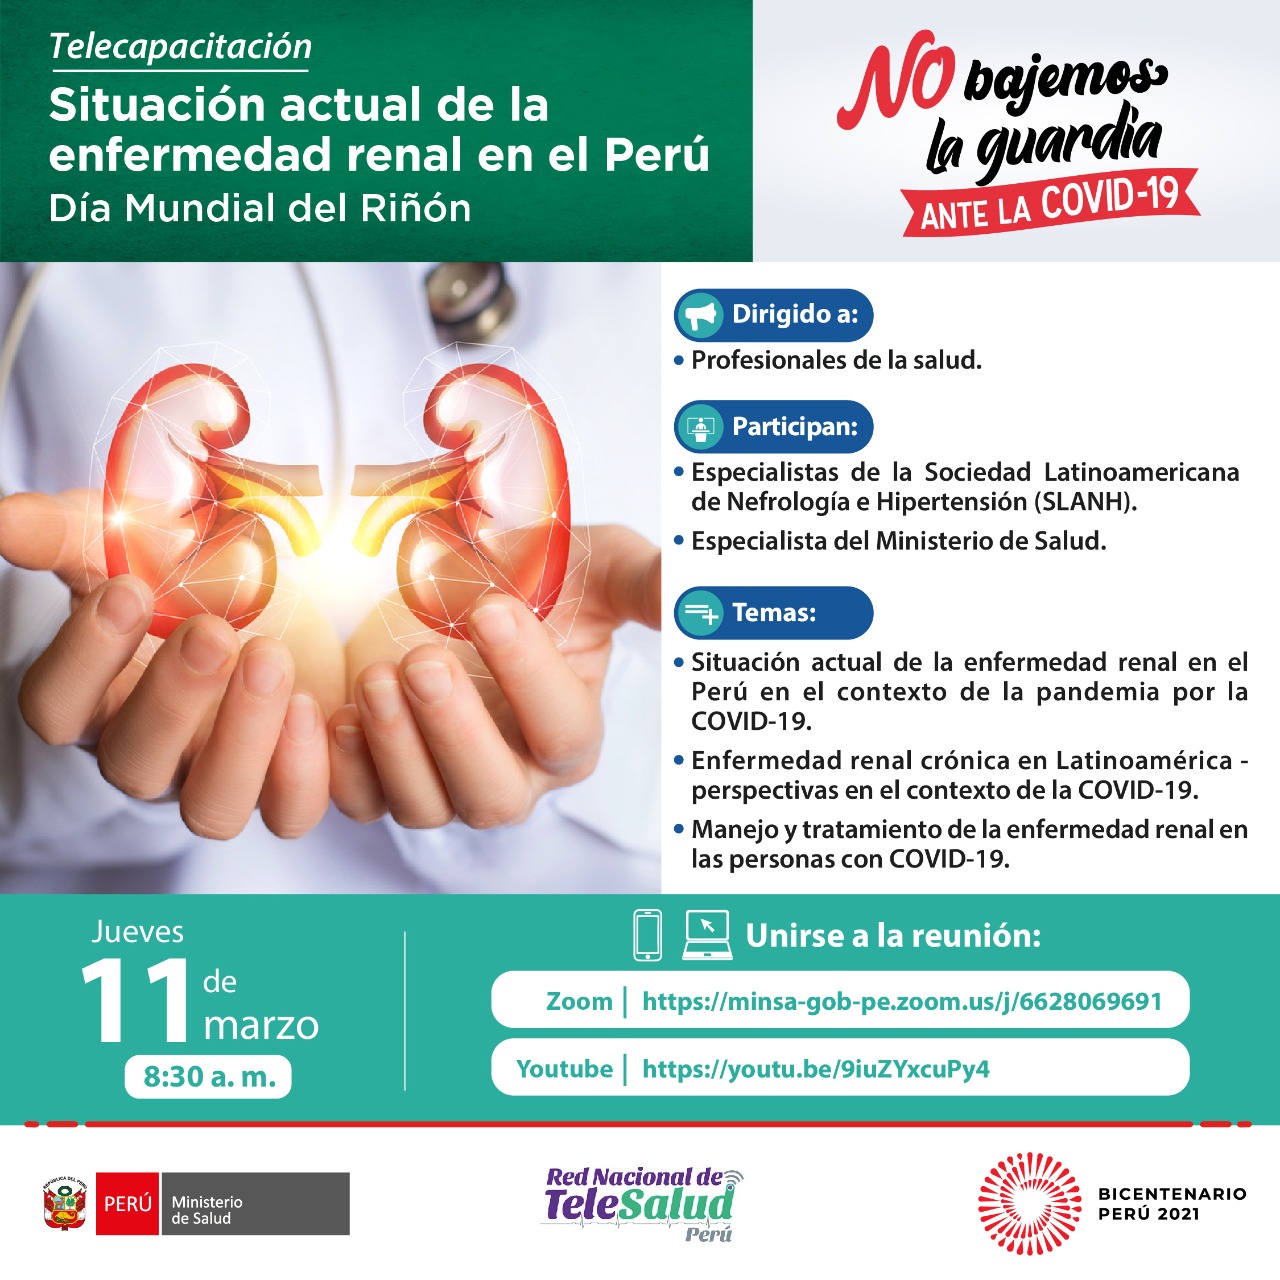 Telecapacitación
Situación actual de la
enfermedad renal en el Perú
Día Mundial del Riñón
NO bajemos
la guardia
ANTE LA COVID-19
Dirigido a:
• Profesionales de la salud.
Participan:
• Especialistas de la Sociedad Latinoamericana
de Nefrología e Hipertensión (SLANH).
• Especialista del Ministerio de Salud.
Temas:
• Situación actual de la enfermedad renal en el
Perú en el contexto de la pandemia por la
COVID-19.
• Enfermedad renal crónica en Latinoamérica -
perspectivas en el contexto de la COVID-19.
• Manejo y tratamiento de la enfermedad renal en
las personas con COVID-19.
Jueves
11 de
marzo
8:30 a. m.
Unirse a la reunión:
Zoom | https://minsa-gob-pe.zoom.us/j/6628069691
Youtube | https://youtu.be/9iuZYxcuPy4
REPÚBLICA DEL PERÚ
PERÚ
Ministerio
de Salud
Red Nacional de
TeleSalud
Perú
BICENTENARIO
PERÚ 2021